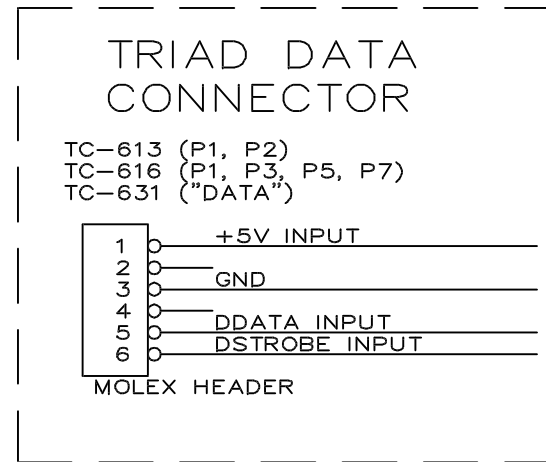 TRIAD DATA
CONNECTOR
TC-613 (P1, P2)
TC-616 (P1, P3, P5, P7)
TC-631 ("DATA")
1 +5V INPUT
2
3 GND
4
5 DDATA INPUT
6 DSTROBE INPUT
MOLEX HEADER